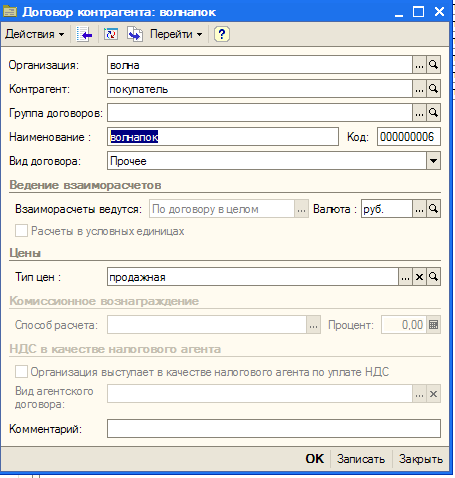 Договор контрагента: волнапок
Действия Перейти ?
Организация: волна ...
Контрагент: покупатель ...
Группа договоров: ...
Наименование : волнапок Код: 000000006
Вид договора: Прочее
Ведение взаиморасчетов
Взаиморасчеты ведутся: По договору в целом ... Валюта : руб. ...
Расчеты в условных единицах
Цены
Тип цен : продажная ... x
Комиссионное вознаграждение
Способ расчета: ... Процент: 0,00
НДС в качестве налогового агента
Организация выступает в качестве налогового агента по уплате НДС
Вид агентского ... x
договора:
Комментарий:
OK Записать Закрыть